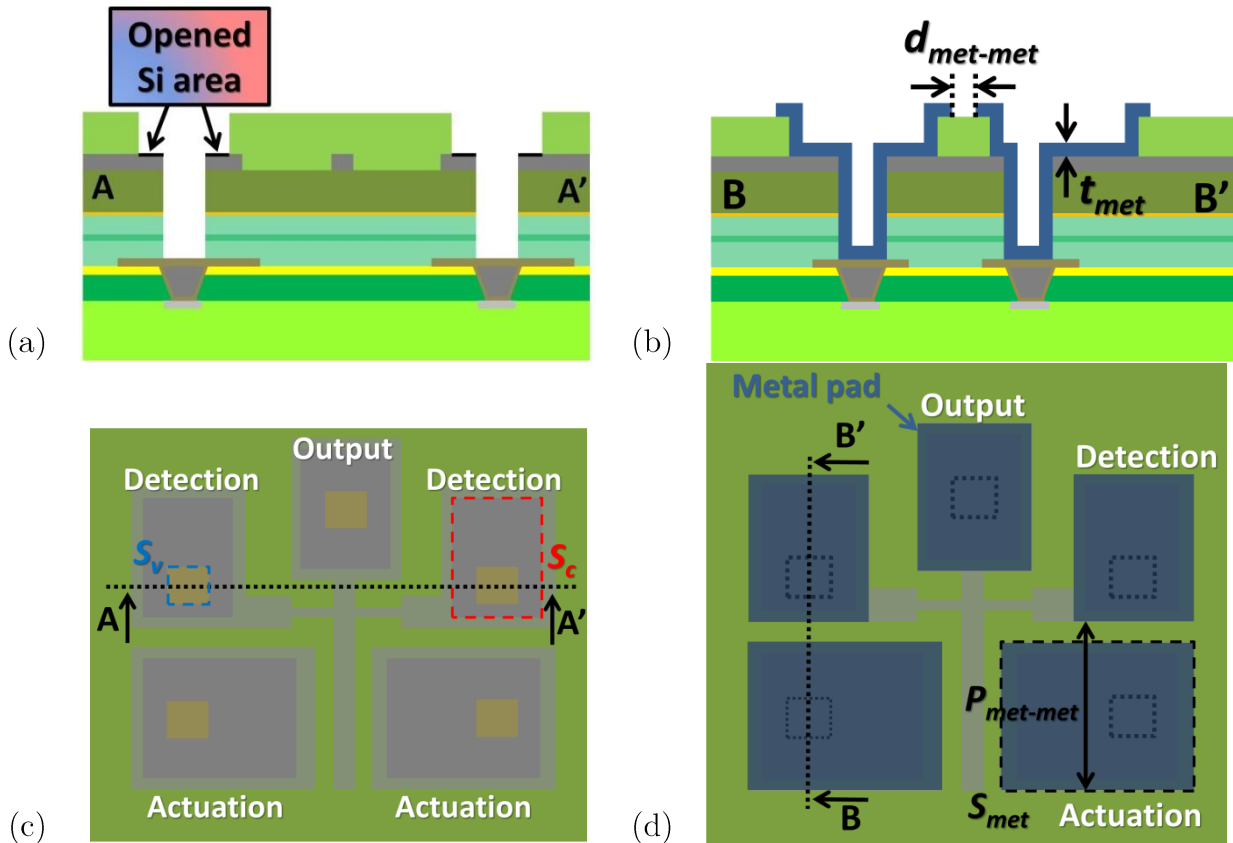 Opened
Si area
A
A’
(a)
d met-met
t met
B
B’
(b)
Output
Detection
Detection
S v
S c
A
A’
Actuation
Actuation
(c)
Metal pad
Output
B’
Detection
P met-met
B
S met
Actuation
(d)